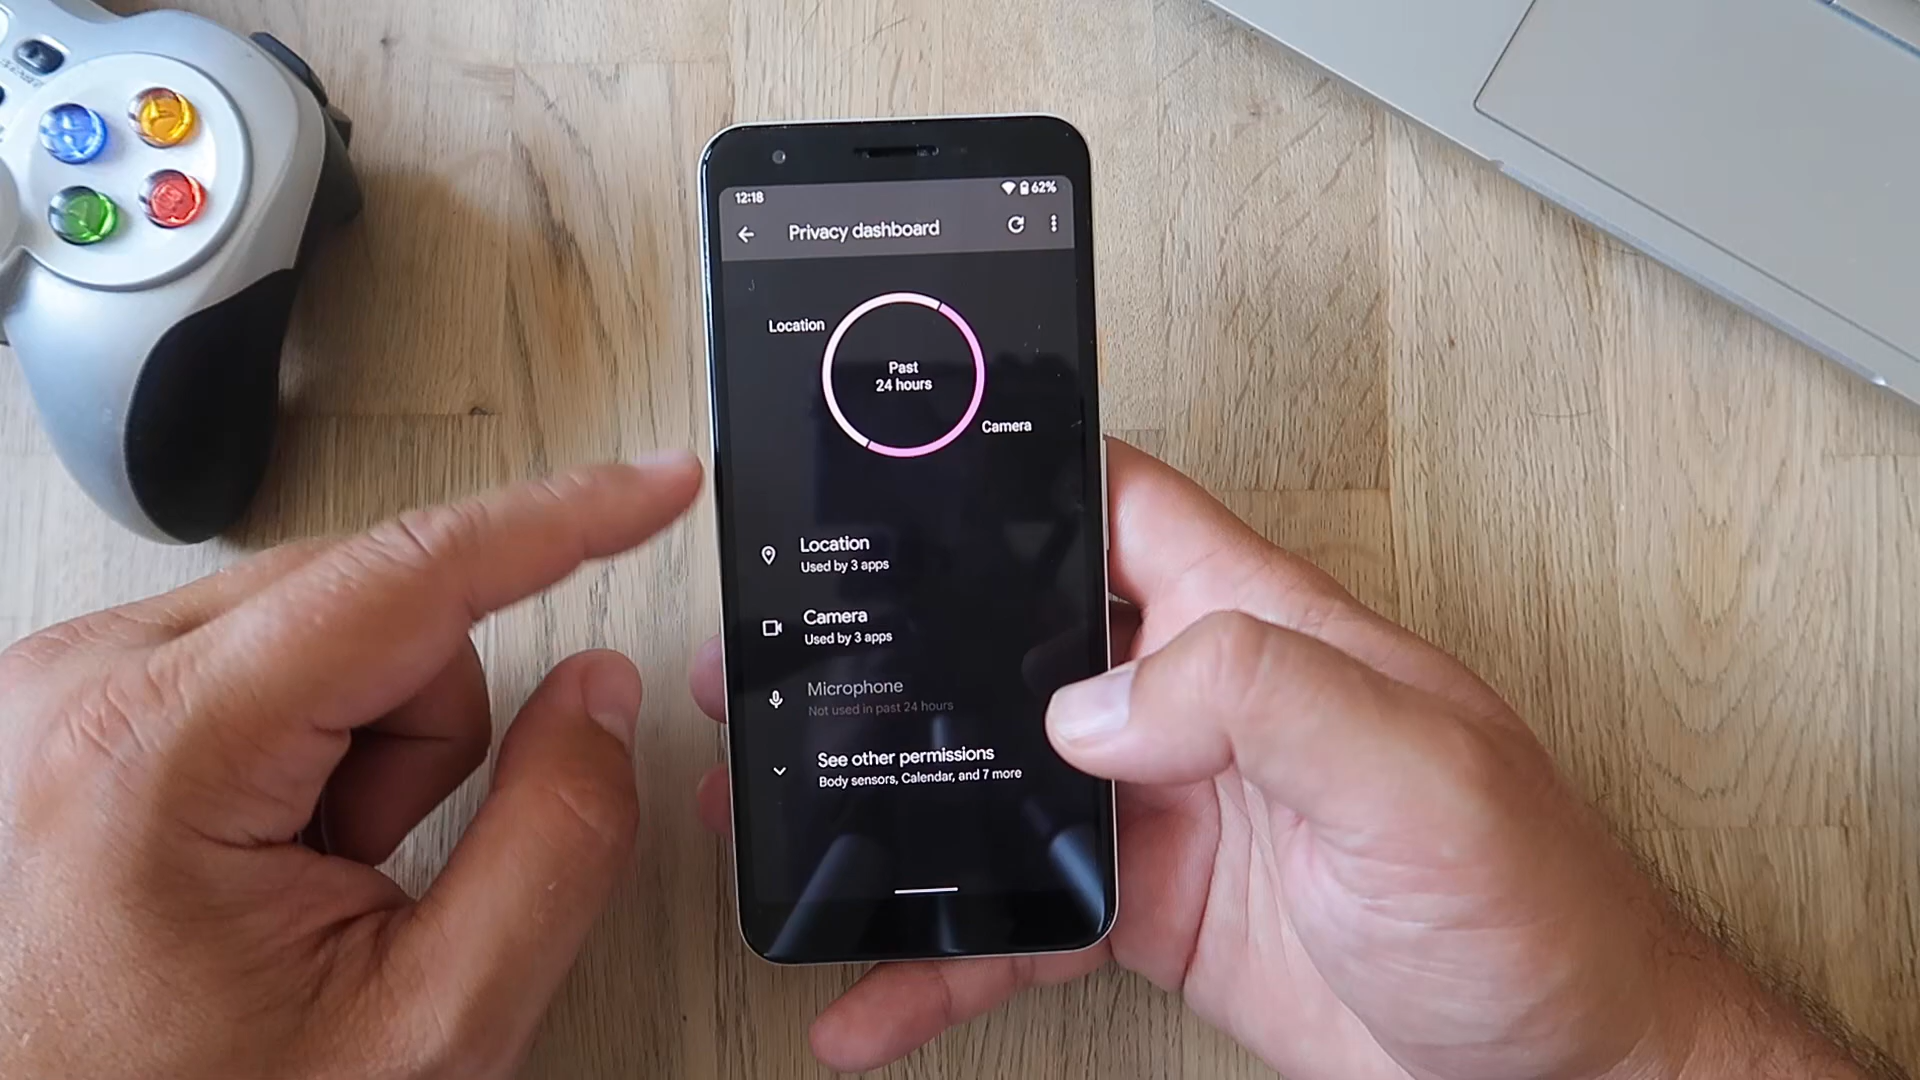 12:18
62%
Privacy dashboard
Location
Past
24 hours
Camera
Location
Used by 3 apps
Camera
Used by 3 apps
Microphone
Not used in past 24 hours
See other permissions
Body sensors, Calendar, and 7 more